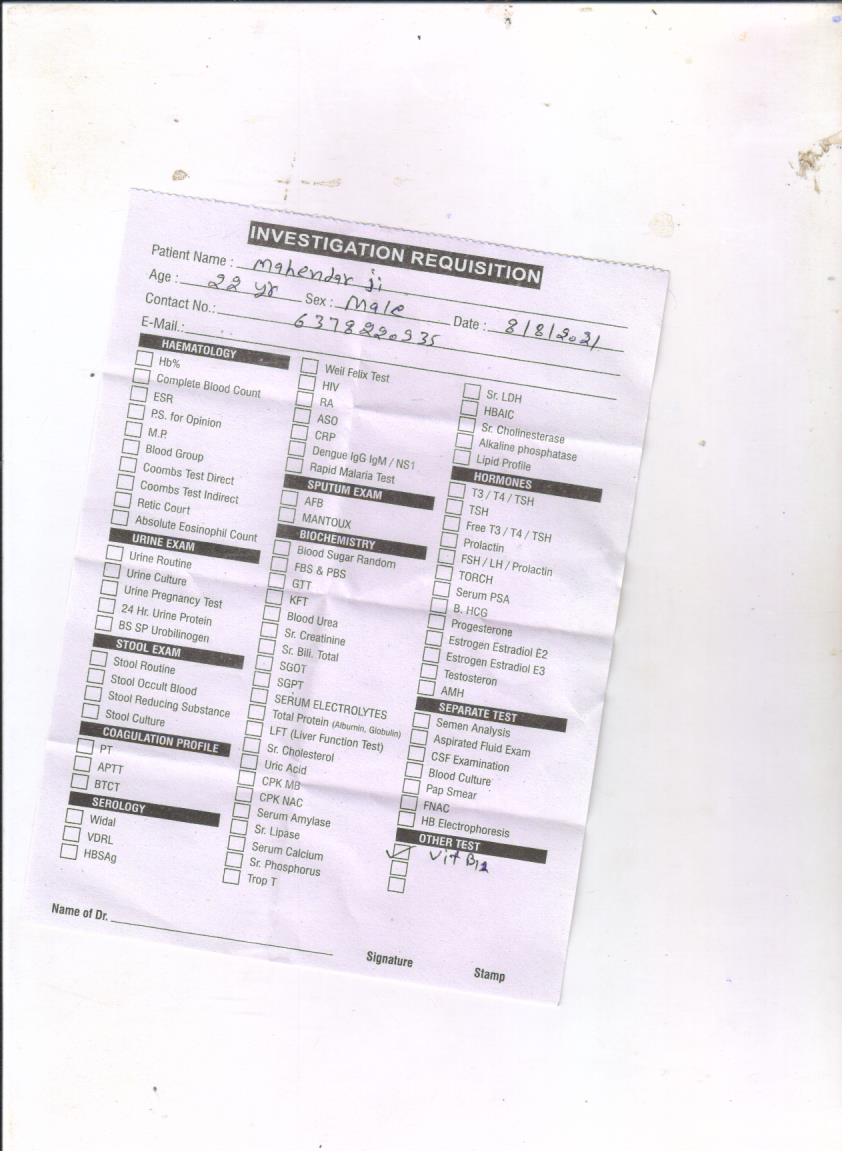 INVESTIGATION REQUISITION
Patient Name : Mahendar ji
Age : 22 yr Sex : Male Date : 8/8/2021
Contact No.: 6378220935
E-Mail.:
HAEMATOLOGY
Hb%
Complete Blood Count
ESR
P.S. for Opinion
M.P.
Blood Group
Coombs Test Direct
Coombs Test Indirect
Retic Court
Absolute Eosinophil Count
URINE EXAM
Urine Routine
Urine Culture
Urine Pregnancy Test
24 Hr. Urine Protein
BS SP Urobilinogen
STOOL EXAM
Stool Routine
Stool Occult Blood
Stool Reducing Substance
Stool Culture
COAGULATION PROFILE
PT
APTT
BTCT
SEROLOGY
Widal
VDRL
HBSAg
Weil Felix Test
HIV
RA
ASO
CRP
Dengue IgG IgM / NS1
Rapid Malaria Test
SPUTUM EXAM
AFB
MANTOUX
BIOCHEMISTRY
Blood Sugar Random
FBS & PBS
GTT
KFT
Blood Urea
Sr. Creatinine
Sr. Bili. Total
SGOT
SGPT
SERUM ELECTROLYTES
Total Protein (Albumin, Globulin)
LFT (Liver Function Test)
Sr. Cholesterol
Uric Acid
CPK MB
CPK NAC
Serum Amylase
Sr. Lipase
Serum Calcium
Sr. Phosphorus
Trop T
Sr. LDH
HBAIC
Sr. Cholinesterase
Alkaline phosphatase
Lipid Profile
HORMONES
T3 / T4 / TSH
TSH
Free T3 / T4 / TSH
Prolactin
FSH / LH / Prolactin
TORCH
Serum PSA
B. HCG
Progesterone
Estrogen Estradiol E2
Estrogen Estradiol E3
Testosteron
AMH
SEPARATE TEST
Semen Analysis
Aspirated Fluid Exam
CSF Examination
Blood Culture
Pap Smear
FNAC
HB Electrophoresis
OTHER TEST
Vit B12
Name of Dr.
Signature
Stamp